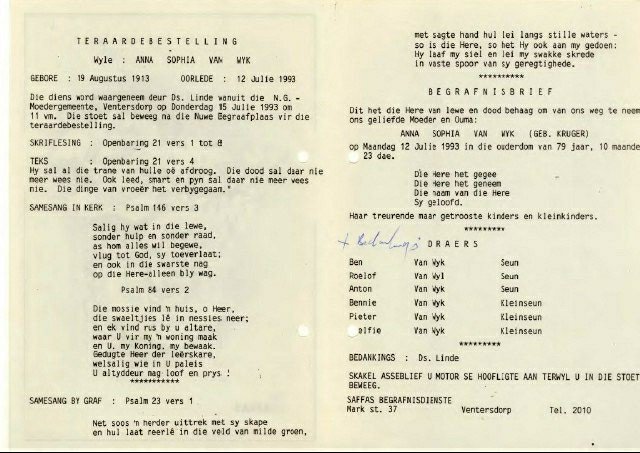 TERAARDEBESTELLING
Wyle : ANNA SOPHIA VAN WYK
GEBORE : 19 Augustus 1913 OORLEDE : 12 Julie 1993
Die diens word waargeneem deur Ds. Linde vanuit die N.G. -
Moedergemeente, Ventersdorp op Donderdag 15 Julie 1993 om
11 vm. Die stoet sal beweeg na die Nuwe Begraafplaas vir die
teraardebestelling.
SKRIFLESING : Openbaring 21 vers 1 tot 8
TEKS : Openbaring 21 vers 4
Hy sal al die trane van hulle oë afdroog. Die dood sal daar nie
meer wees nie. Ook leed, smart en pyn sal daar nie meer wees
nie. Die dinge van vroeër het verbygegaan."
SAMESANG IN KERK : Psalm 146 vers 3
Salig hy wat in die lewe,
sonder hulp en sonder raad,
as hom alles wil begewe,
vlug tot God, sy toeverlaat;
en ook in die swarste nag
op die Here-alleen bly wag.
Psalm 84 vers 2
Die mossie vind 'n huis, o Heer,
die swaeltjies lê in nessies neer;
en ek vind rus by u altare,
waar U vir my 'n woning maak
en U, my Koning, my bewaak.
Gedugte Heer der leërskare,
welsalig wie in U paleis
U altyddeur mag loof en prys !
***********
SAMESANG BY GRAF : Psalm 23 vers 1
Net soos 'n herder uittrek met sy skape
en hul laat reerlê in die veld van milde groen,
met sagte hand hul lei langs stille waters -
so is die Here, so het Hy ook aan my gedoen:
Hy laaf my siel en lei my swakke skrede
in vaste spoor van sy geregtighede.
**********
BEGRAFNISBRIEF
Dit het die Here van lewe en dood behaag om van ons weg te neem
ons geliefde Moeder en Ouma:
ANNA SOPHIA VAN WYK (GEB. KRUGER)
op Maandag 12 Julie 1993 in die ouderdom van 79 jaar, 10 maande
23 dae.
Die Here het gegee
Die Here het geneem
Die naam van die Here
Sy geloofd.
Haar treurende maar getrooste kinders en kleinkinders.
*********
DRAERS
Ben Van Wyk Seun
Roelof Van Wyl Seun
Anton Van Wyk Seun
Bennie Van Wyk Kleinseun
Pieter Van Wyk Kleinseun
elfie Van Wyk Kleinseun
*********
BEDANKINGS : Ds. Linde
SKAKEL ASSEBLIEF U MOTOR SE HOOFLIGTE AAN TERWYL U IN DIE STOET
BEWEEG.
SAFFAS BEGRAFNISDIENSTE
Mark st. 37 Ventersdorp Tel. 2010